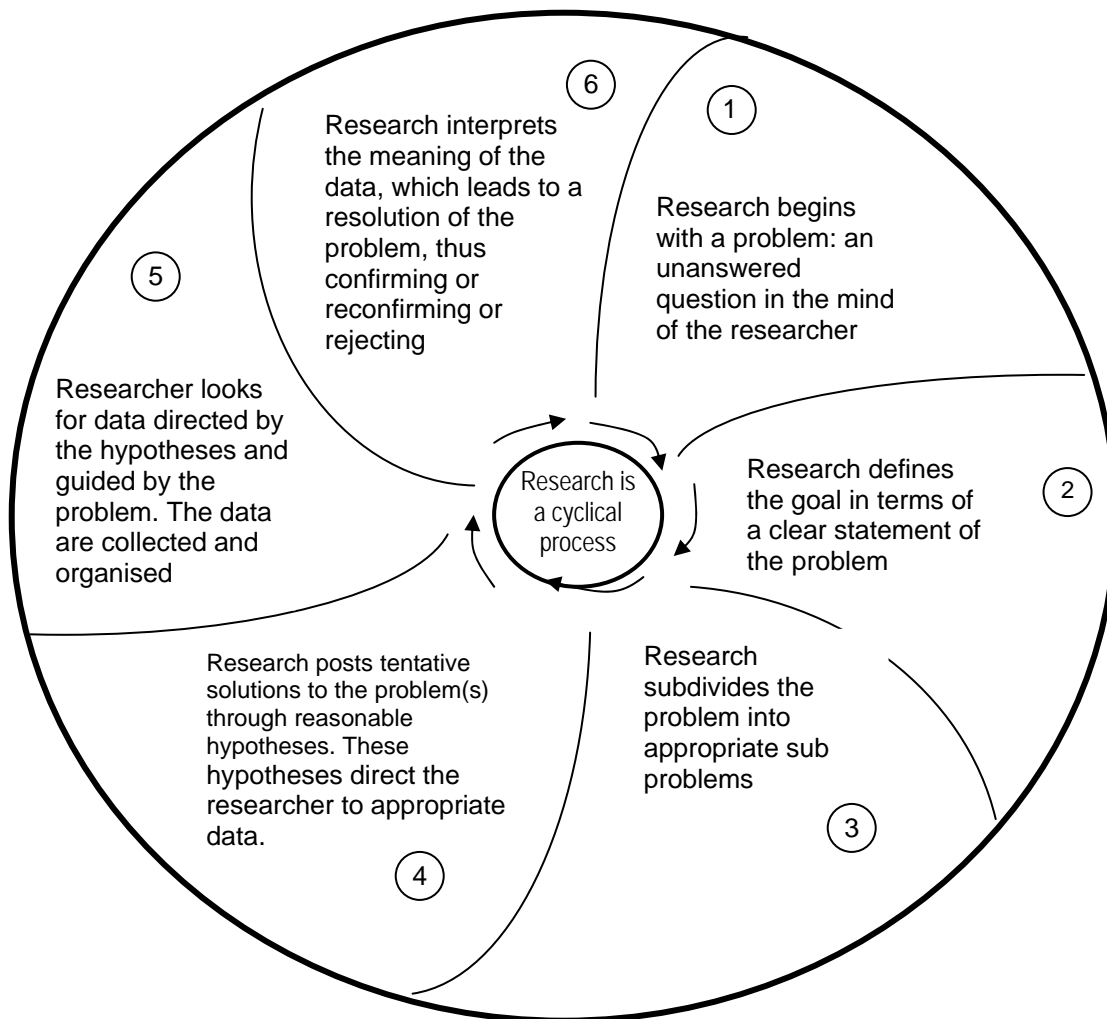 6
Research interprets
the meaning of the
data, which leads to a
resolution of the
problem, thus
confirming or
reconfirming or
rejecting
1
Research begins
with a problem: an
unanswered
question in the mind
of the researcher
5
Researcher looks
for data directed by
the hypotheses and
guided by the
problem. The data
are collected and
organised
Research is
a cyclical
process
2
Research defines
the goal in terms of
a clear statement of
the problem
Research posts tentative
solutions to the problem(s)
through reasonable
hypotheses. These
hypotheses direct the
researcher to appropriate
data.
4
Research
subdivides the
problem into
appropriate sub
problems
3